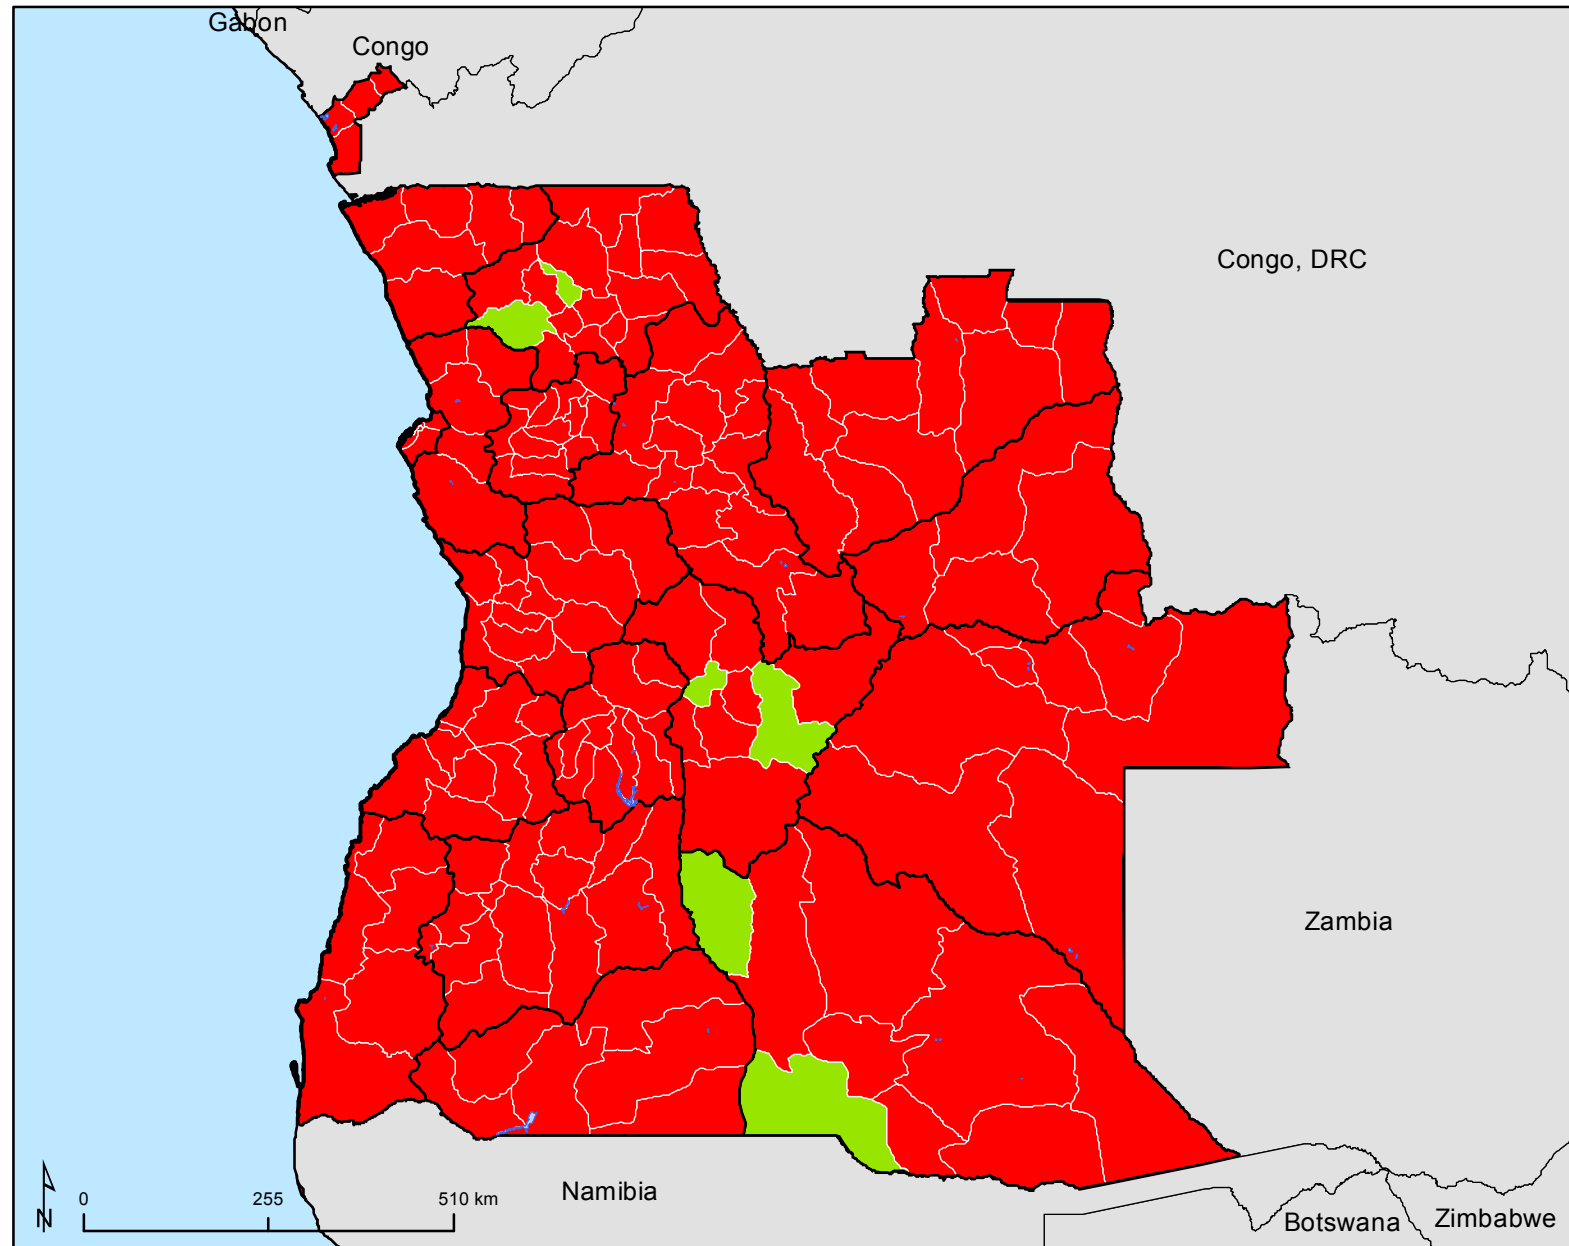 Gabon
Congo
Congo, DRC
Zambia
Namibia
Botswana
Zimbabwe
N
0 255 510 km